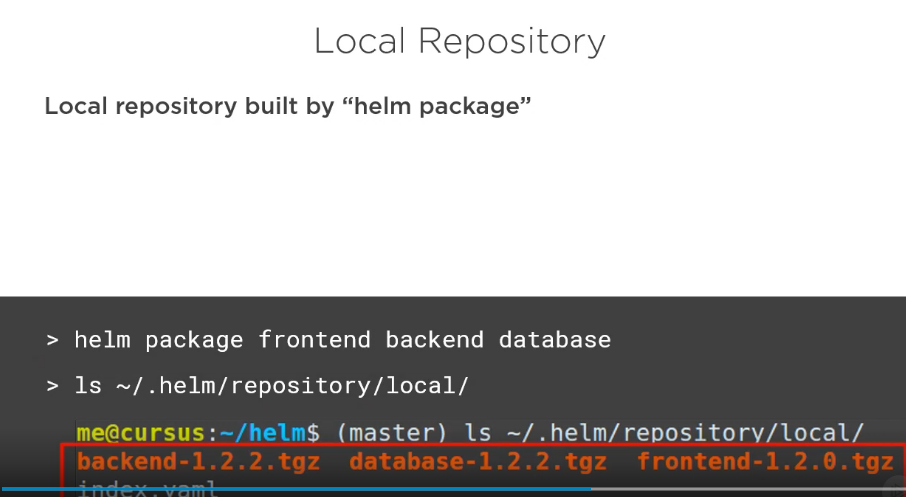 Local Repository
Local repository built by “helm package”
> helm package frontend backend database
> ls ~/.helm/repository/local/
me@cursus:~/helm$ (master) ls ~/.helm/repository/local/
backend-1.2.2.tgz  database-1.2.2.tgz  frontend-1.2.0.tgz
index.yaml